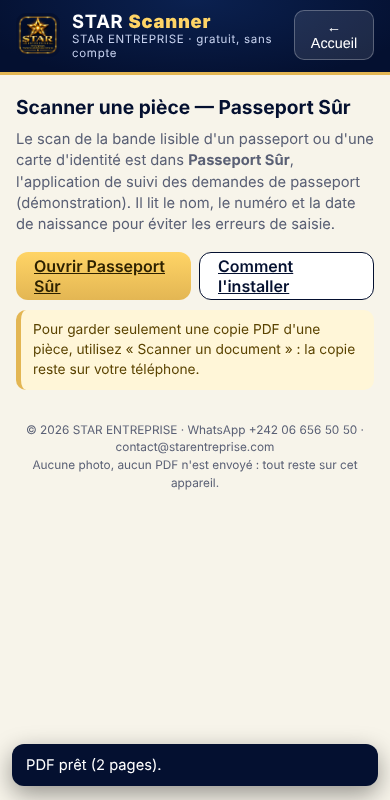 STAR
STAR Scanner
STAR ENTREPRISE · gratuit, sans
compte
←
Accueil
Scanner une pièce — Passeport Sûr
Le scan de la bande lisible d'un passeport ou d'une
carte d'identité est dans Passeport Sûr,
l'application de suivi des demandes de passeport
(démonstration). Il lit le nom, le numéro et la date
de naissance pour éviter les erreurs de saisie.
Ouvrir Passeport
Sûr
Comment
l'installer
Pour garder seulement une copie PDF d'une
pièce, utilisez « Scanner un document » : la copie
reste sur votre téléphone.
© 2026 STAR ENTREPRISE · WhatsApp +242 06 656 50 50 ·
contact@starentreprise.com
Aucune photo, aucun PDF n'est envoyé : tout reste sur cet
appareil.
PDF prêt (2 pages).